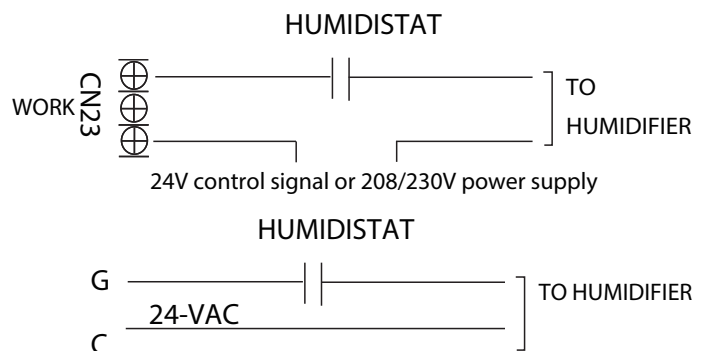 HUMIDISTAT
WORK
CN23
TO
HUMIDIFIER
24V control signal or 208/230V power supply
HUMIDISTAT
G
TO HUMIDIFIER
24-VAC
C